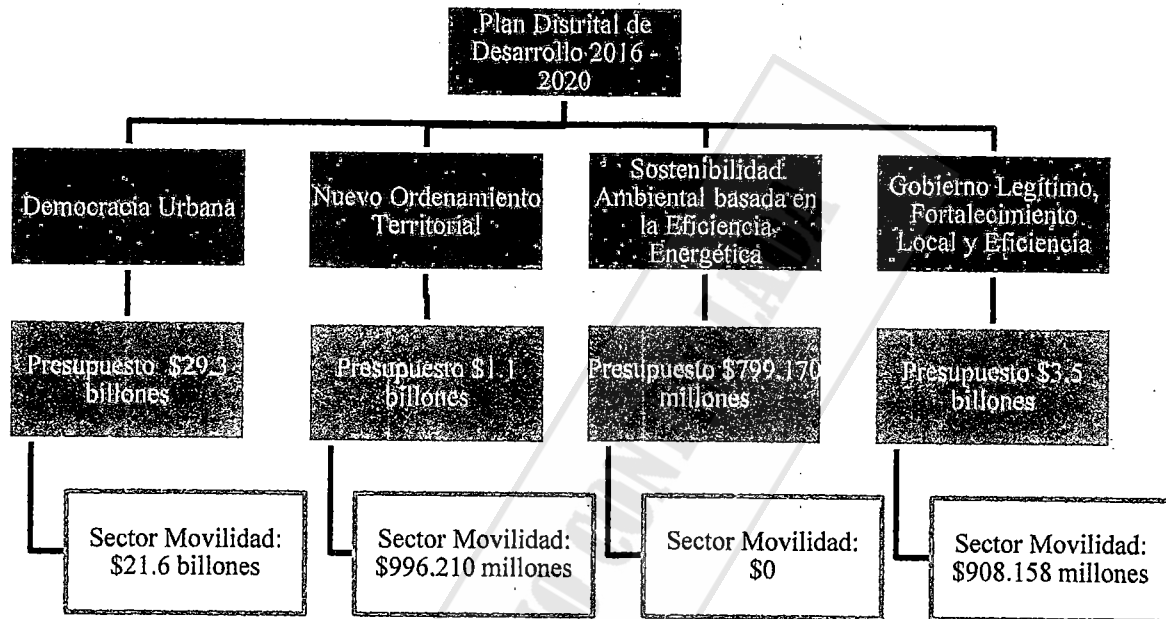 Plan Distrital de
Desarrollo 2016 -
2020
Democracia Urbana
Nuevo Ordenamiento
Territorial
Sostenibilidad
Ambiental basada en
la Eficiencia
Energética
Gobierno Legítimo,
Fortalecimiento
Local y Eficiencia
Presupuesto $29.3
billones
Presupuesto $1.1
billones
Presupuesto $799.170
millones
Presupuesto $3.5
billones
Sector Movilidad:
$21.6 billones
Sector Movilidad:
$996.210 millones
Sector Movilidad:
$0
Sector Movilidad:
$908.158 millones